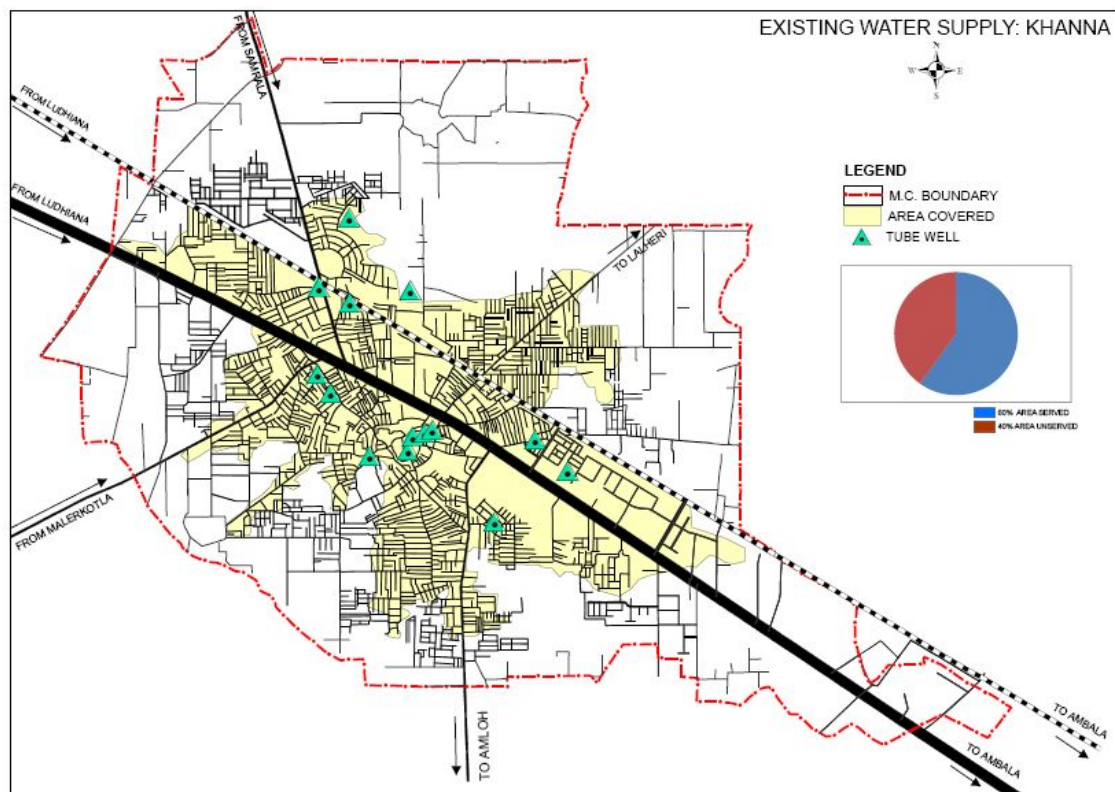 EXISTING WATER SUPPLY: KHANNA
N
W E
S
FROM SAMRALA
FROM LUDHIANA
FROM LUDHIANA
LEGEND
M.C. BOUNDARY
AREA COVERED
TUBE WELL
TO LALHERI
60% AREA SERVED
40% AREA UNSERVED
FROM MALERKOTLA
TO AMLOH
TO AMBALA
TO AMBALA